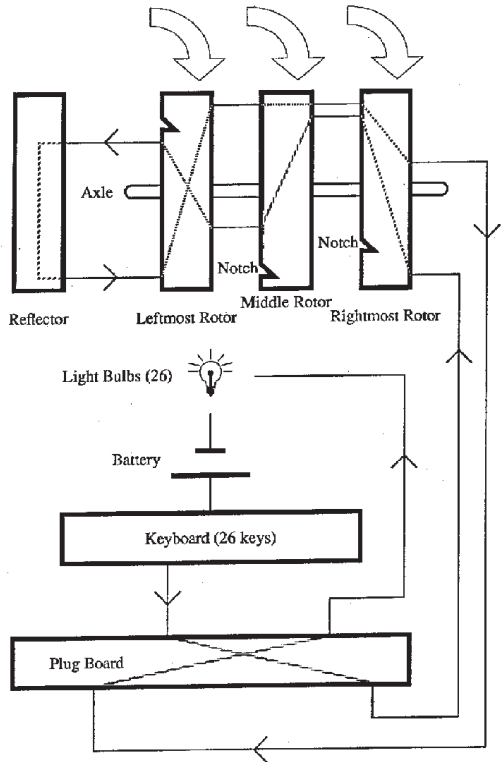 Axle
Notch
Notch
Middle Rotor
Reflector
Leftmost Rotor
Rightmost Rotor
Light Bulbs (26)
Battery
Keyboard (26 keys)
Plug Board